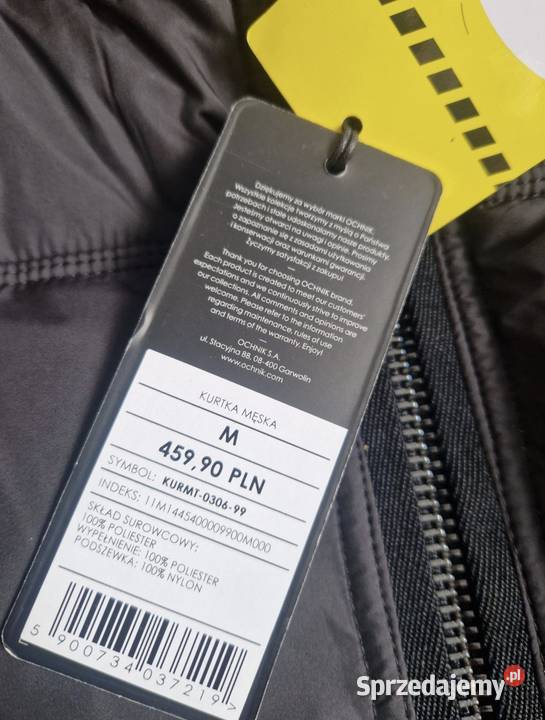 Dziękujemy za wybór marki OCHNIK.
Wszystkie kolekcje tworzymy z myślą o Państwa
potrzebach i stale udoskonalamy nasze produkty.
Jesteśmy otwarci na uwagi i opinie. Prosimy
o zapoznanie się z zasadami użytkowania
i konserwacji oraz warunkami gwarancji.
Życzymy satysfakcji z zakupu!
Thank you for choosing OCHNIK brand.
Each product is created to meet our customers'
expectations and we continuously strive to improve
our collections. All comments and opinions are
welcome. Please refer to the information
regarding maintenance, rules of use
and terms of the warranty. Enjoy!
OCHNIK S.A.
ul. Stacyjna 88, 08-400 Garwolin
www.ochnik.com
KURTKA MĘSKA
M
459,90 PLN
SYMBOL: KURMT-0306-99
INDEKS: 11M1445400009900M000
SKŁAD SUROWCOWY:
100% POLIESTER
WYPEŁNIENIE: 100% POLIESTER
PODSZEWKA: 100% NYLON
5 900734 037219 >
Sprzedajemy.pl